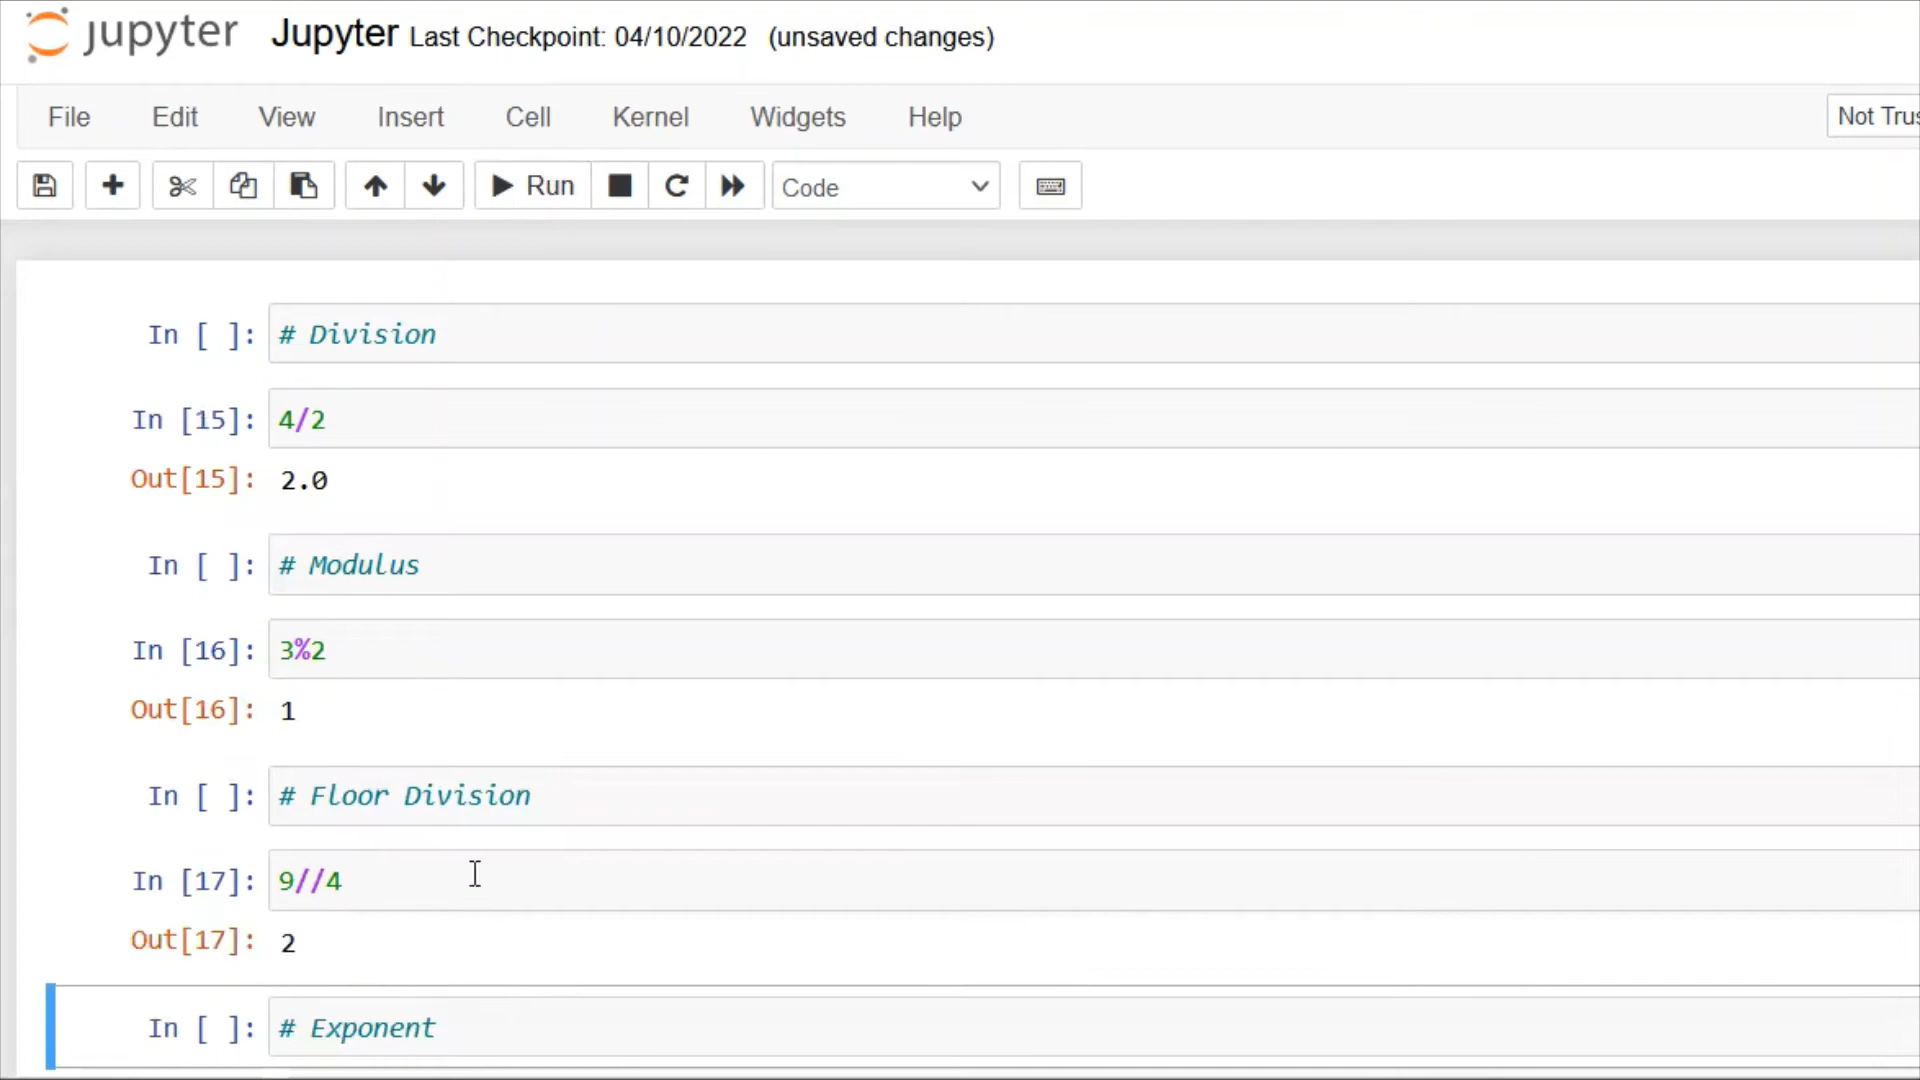 jupyter Jupyter Last Checkpoint: 04/10/2022 (unsaved changes)
File Edit View Insert Cell Kernel Widgets Help Not Trus
Run Code
In [ ]: # Division
In [15]: 4/2
Out[15]: 2.0
In [ ]: # Modulus
In [16]: 3%2
Out[16]: 1
In [ ]: # Floor Division
In [17]: 9//4
Out[17]: 2
In [ ]: # Exponent